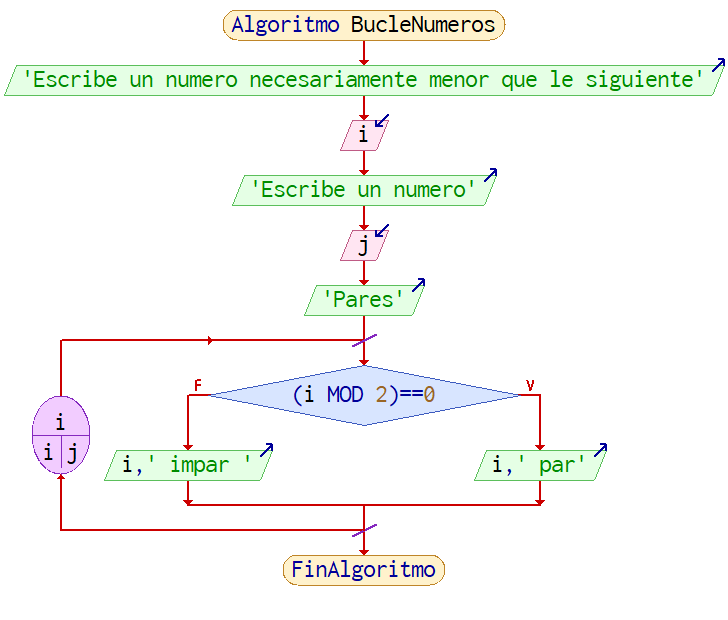 Algoritmo BucleNumeros
'Escribe un numero necesariamente menor que le siguiente'
i
'Escribe un numero'
j
'Pares'
F
V
(i MOD 2)==0
i
i j
i,' impar '
i,' par'
FinAlgoritmo